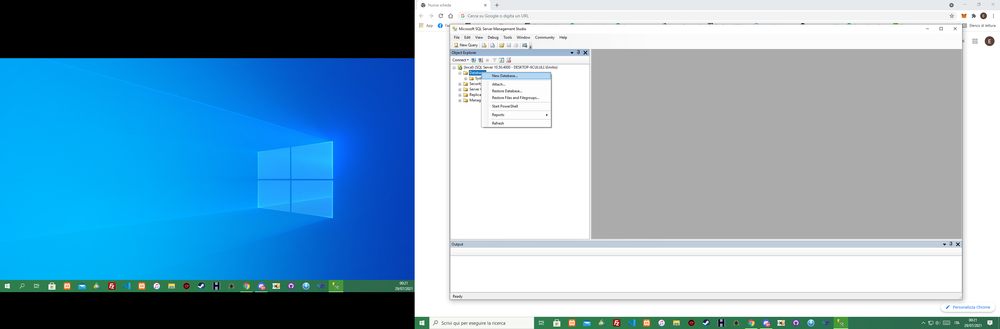 Nuova scheda
Cerca su Google o digita un URL
E
App
Elenco di lettura
Microsoft SQL Server Management Studio
File Edit View Debug Tools Window Community Help
E
New Query
Object Explorer
Connect
(local) (SQL Server 10.50.4000 - DESKTOP-6CULULL\Emilio)
Databa
New Database...
Syst
Security
Attach...
Server
Restore Database...
Replica
Restore Files and Filegroups...
Manag
Start PowerShell
Reports
Refresh
Output
Ready
Personalizza Chrome
00:21
29/07/2021
Scrivi qui per eseguire la ricerca
ITA
00:21
29/07/2021